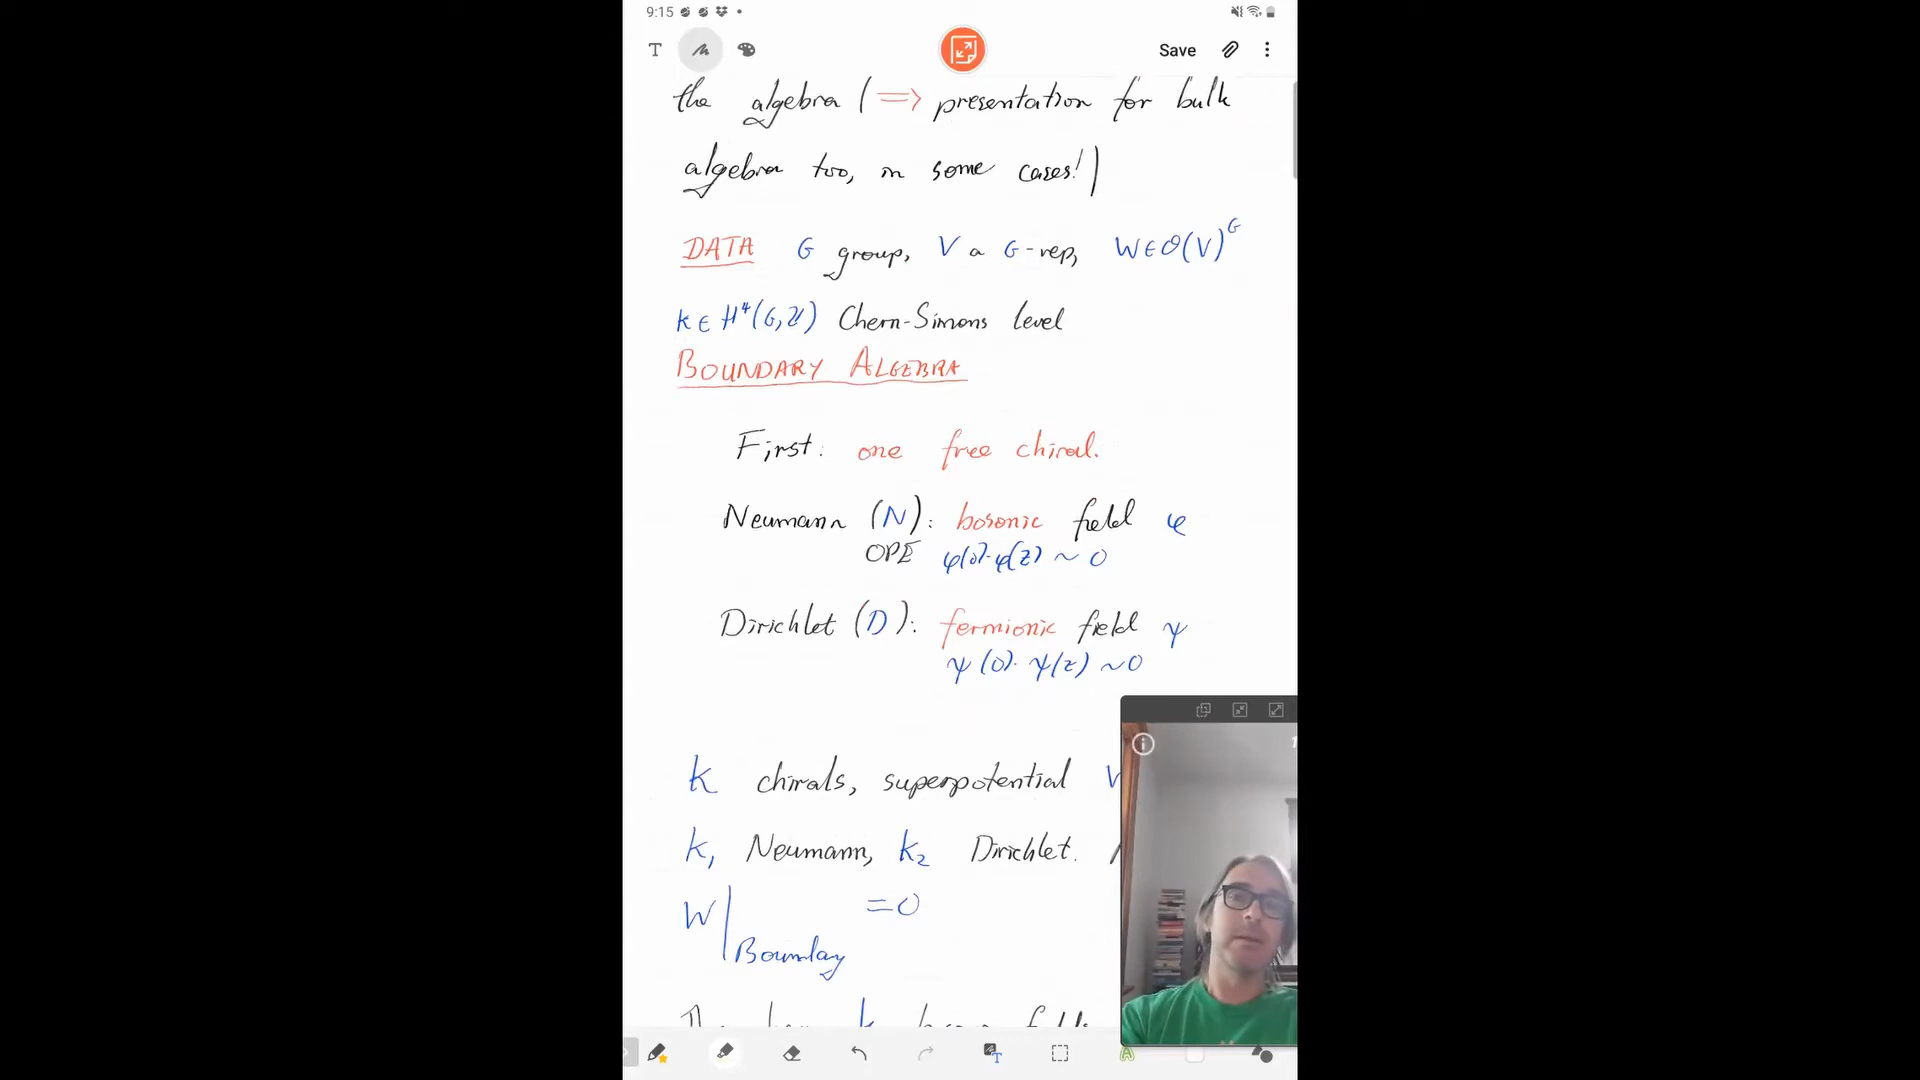 9:15
T
Save
the algebra (⇒ presentation for bulk
algebra too, in some cases!)
DATA G group, V a G-rep, W∈O(V)^G
k∈H⁴(G,Z) Chern-Simons level
BOUNDARY ALGEBRA
First: one free chiral.
Neumann (N): bosonic field φ
OPE φ(0)·φ(z) ~ 0
Dirichlet (D): fermionic field ψ
ψ(0)·ψ(z) ~0
k chirals, superpotential
k₁ Neumann, k₂ Dirichlet.
W|Boundary =0